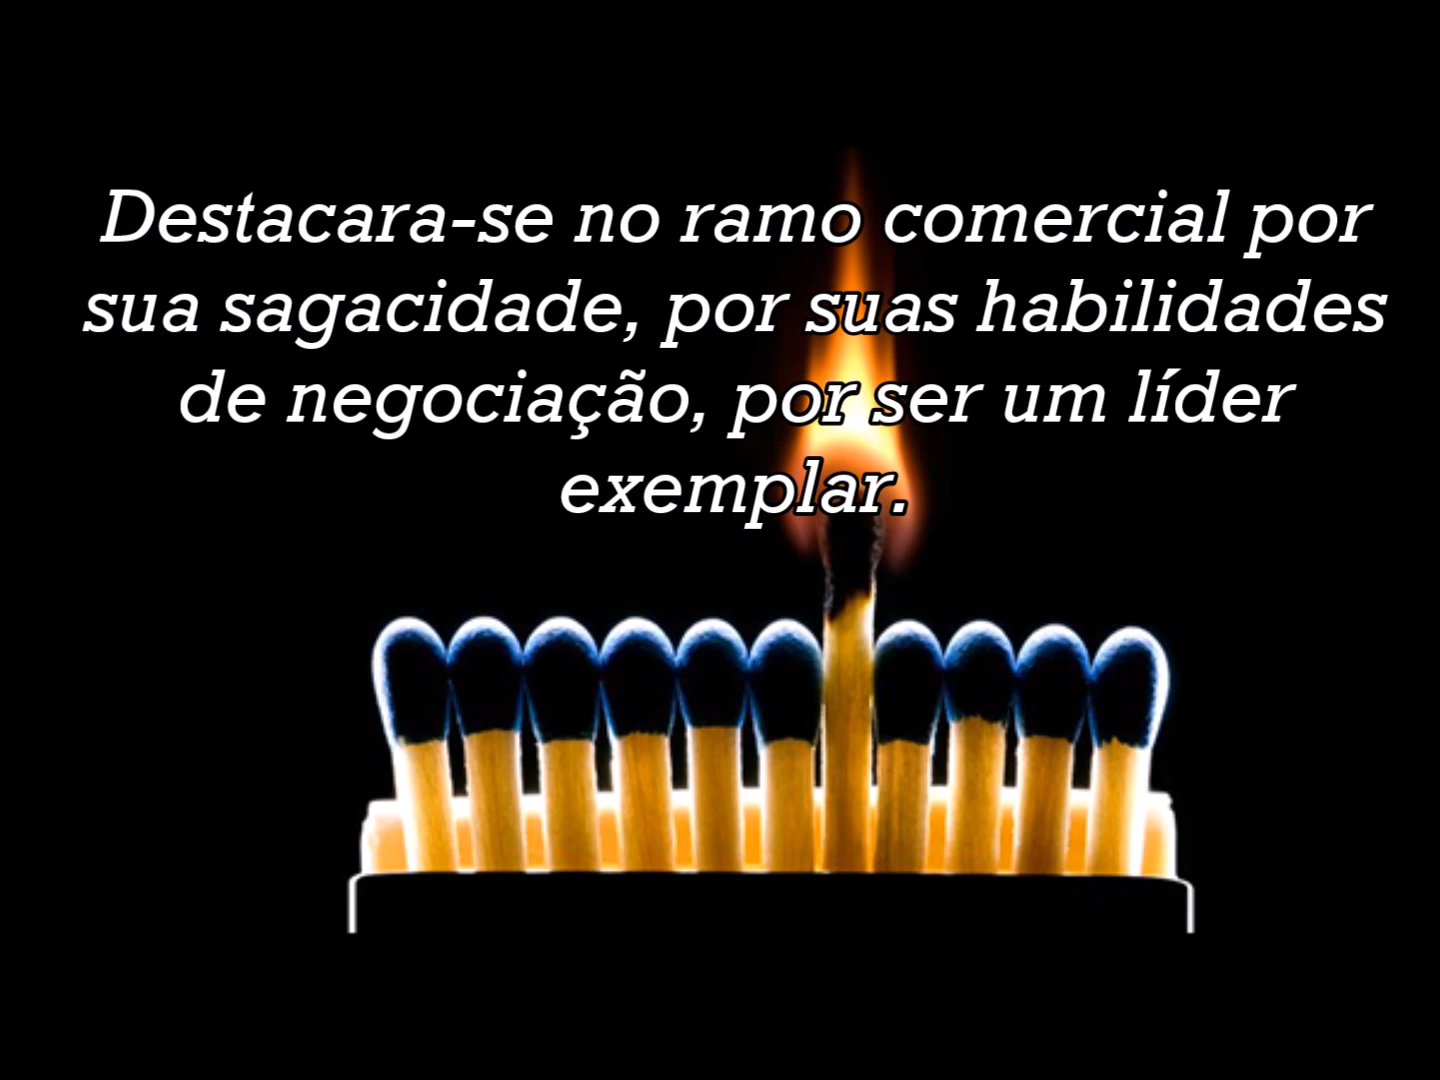 Destacara-se no ramo comercial por
sua sagacidade, por suas habilidades
de negociação, por ser um líder
exemplar.